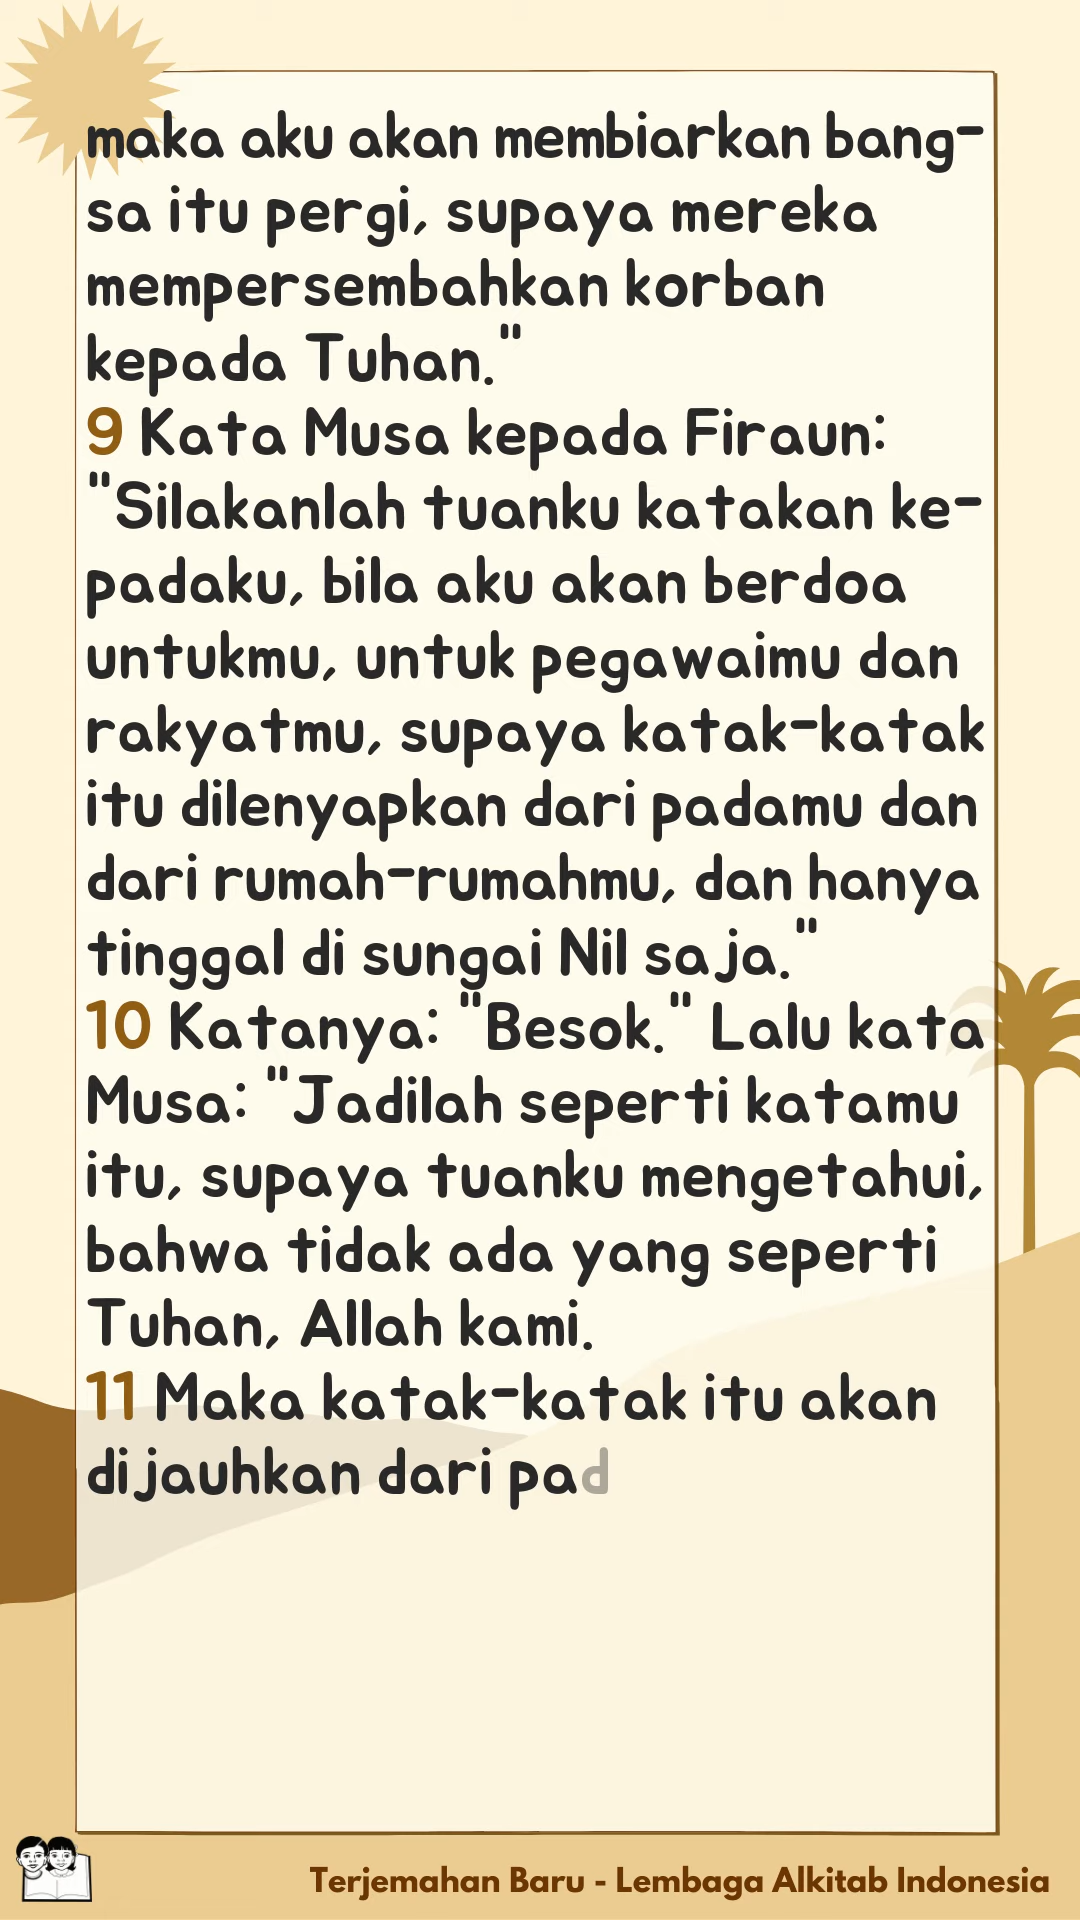 maka aku akan membiarkan bang-
sa itu pergi, supaya mereka
mempersembahkan korban
kepada Tuhan."
9 Kata Musa kepada Firaun:
"Silakanlah tuanku katakan ke-
padaku, bila aku akan berdoa
untukmu, untuk pegawaimu dan
rakyatmu, supaya katak-katak
itu dilenyapkan dari padamu dan
dari rumah-rumahmu, dan hanya
tinggal di sungai Nil saja."
10 Katanya: "Besok." Lalu kata
Musa: "Jadilah seperti katamu
itu, supaya tuanku mengetahui,
bahwa tidak ada yang seperti
Tuhan, Allah kami.
11 Maka katak-katak itu akan
dijauhkan dari pad
Terjemahan Baru - Lembaga Alkitab Indonesia